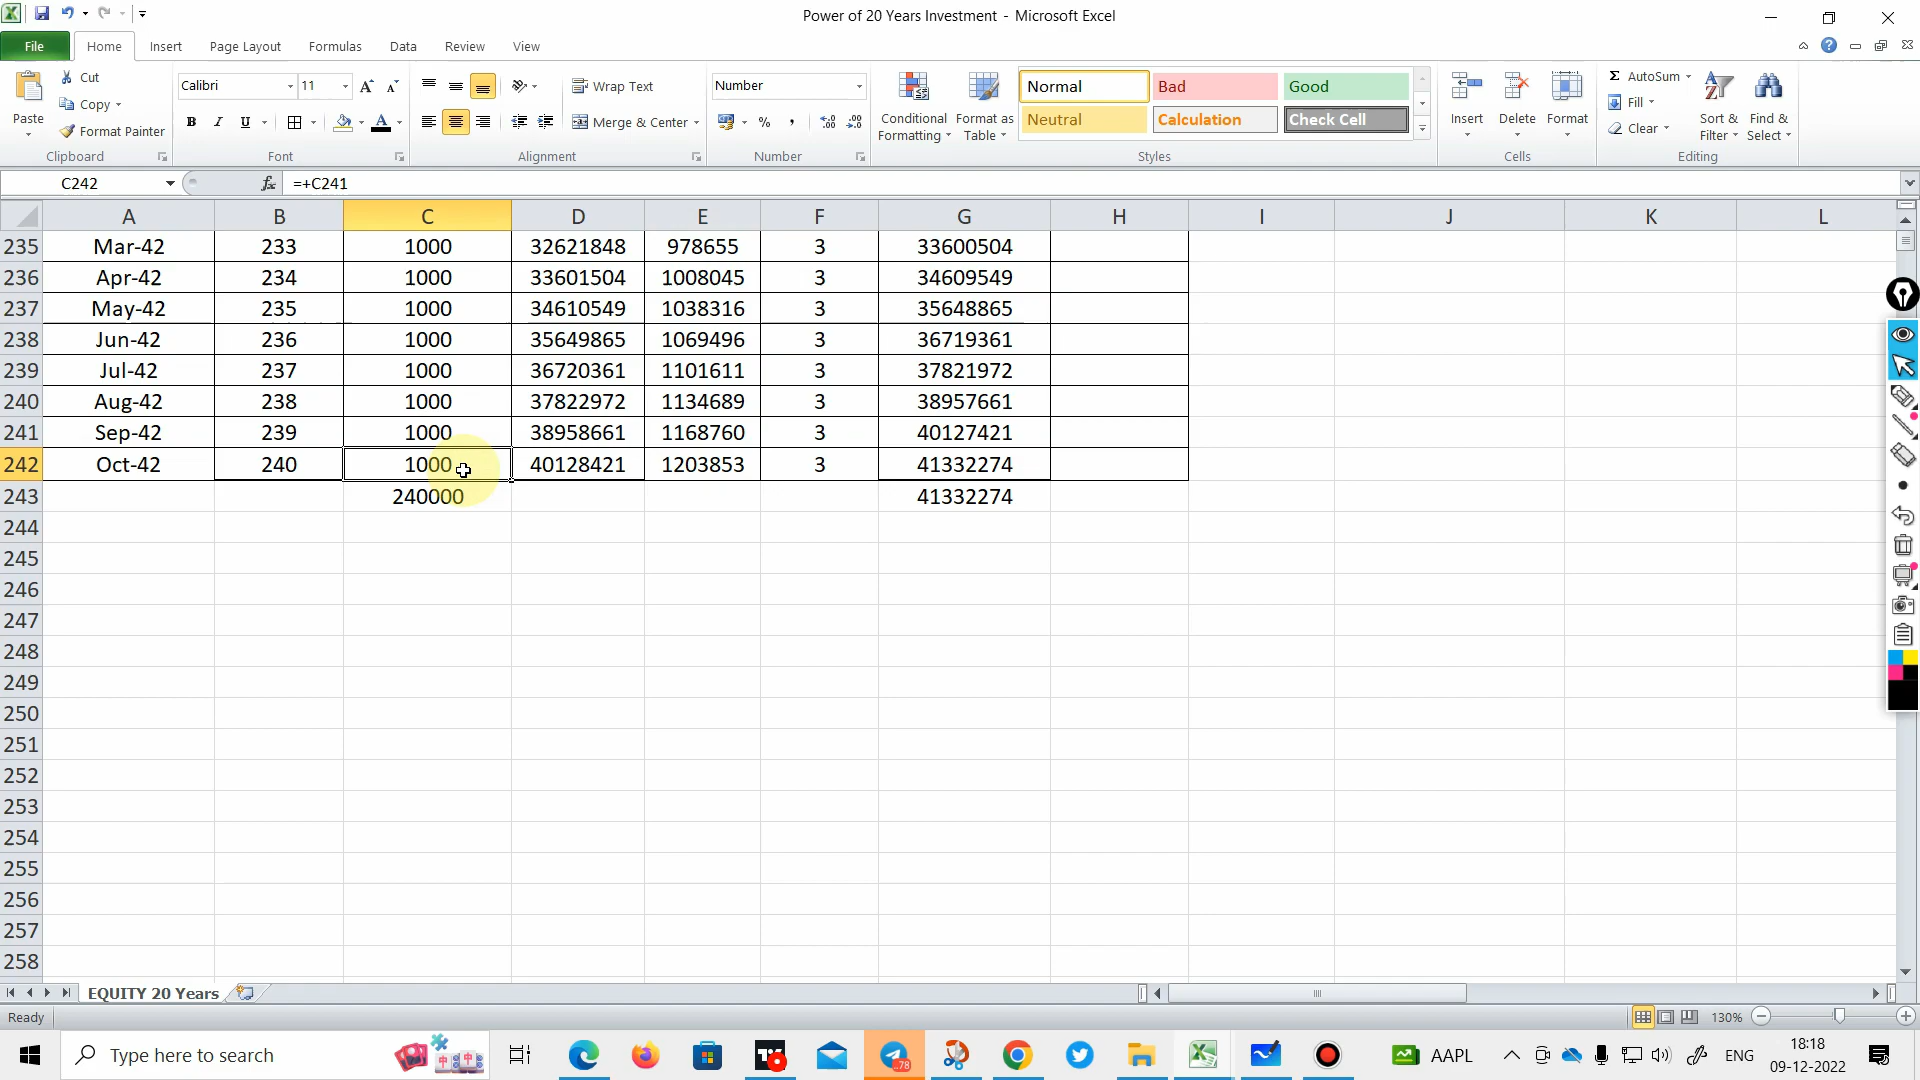 Power of 20 Years Investment - Microsoft Excel
File Home Insert Page Layout Formulas Data Review View
Paste
Cut
Copy
Format Painter
Clipboard
Calibri 11
B I U A
Font
Wrap Text
Merge & Center
Alignment
Number
% ,
Number
Conditional Formatting
Format as Table
Normal Bad Good
Neutral Calculation Check Cell
Styles
Insert Delete Format
Cells
Σ AutoSum
Fill
Clear
Sort & Filter
Find & Select
Editing
C242 fx =+C241
A B C D E F G H I J K L
235 Mar-42 233 1000 32621848 978655 3 33600504
236 Apr-42 234 1000 33601504 1008045 3 34609549
237 May-42 235 1000 34610549 1038316 3 35648865
238 Jun-42 236 1000 35649865 1069496 3 36719361
239 Jul-42 237 1000 36720361 1101611 3 37821972
240 Aug-42 238 1000 37822972 1134689 3 38957661
241 Sep-42 239 1000 38958661 1168760 3 40127421
242 Oct-42 240 1000 40128421 1203853 3 41332274
243 240000 41332274
244
245
246
247
248
249
250
251
252
253
254
255
256
257
258
EQUITY 20 Years
Ready 130%
Type here to search
AAPL
ENG
18:18
09-12-2022